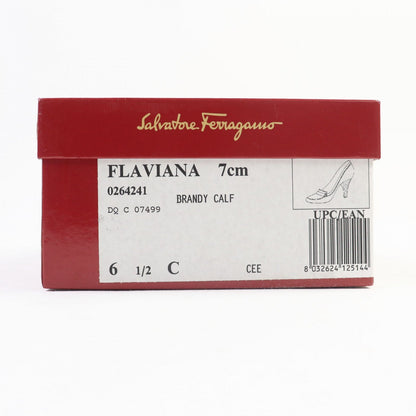 Salvatore Ferragamo
FLAVIANA 7cm
0264241
BRANDY CALF
DQ C 07499
UPC/EAN
6 1/2 C CEE
8 032624 125144